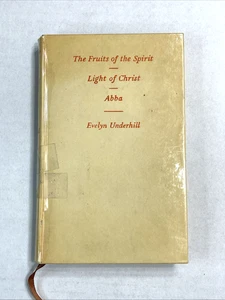 The Fruits of the Spirit
Light of Christ
Abba
Evelyn Underhill